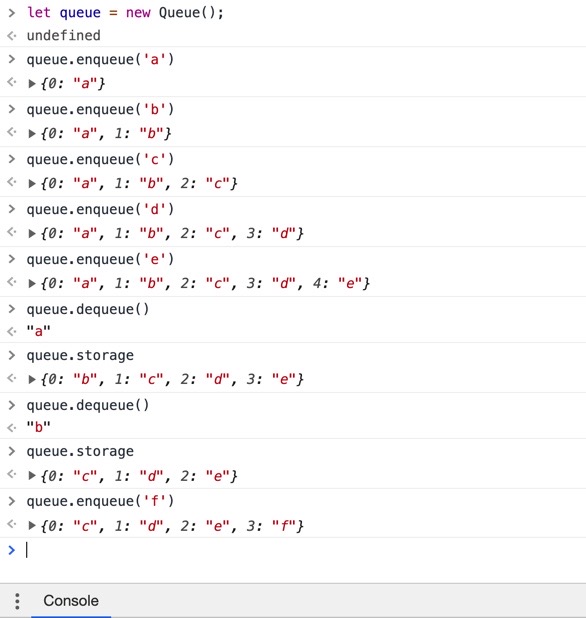 > let queue = new Queue();
<· undefined
> queue.enqueue('a')
<· ▶{0: "a"}
> queue.enqueue('b')
<· ▶{0: "a", 1: "b"}
> queue.enqueue('c')
<· ▶{0: "a", 1: "b", 2: "c"}
> queue.enqueue('d')
<· ▶{0: "a", 1: "b", 2: "c", 3: "d"}
> queue.enqueue('e')
<· ▶{0: "a", 1: "b", 2: "c", 3: "d", 4: "e"}
> queue.dequeue()
<· "a"
> queue.storage
<· ▶{0: "b", 1: "c", 2: "d", 3: "e"}
> queue.dequeue()
<· "b"
> queue.storage
<· ▶{0: "c", 1: "d", 2: "e"}
> queue.enqueue('f')
<· ▶{0: "c", 1: "d", 2: "e", 3: "f"}
>
Console